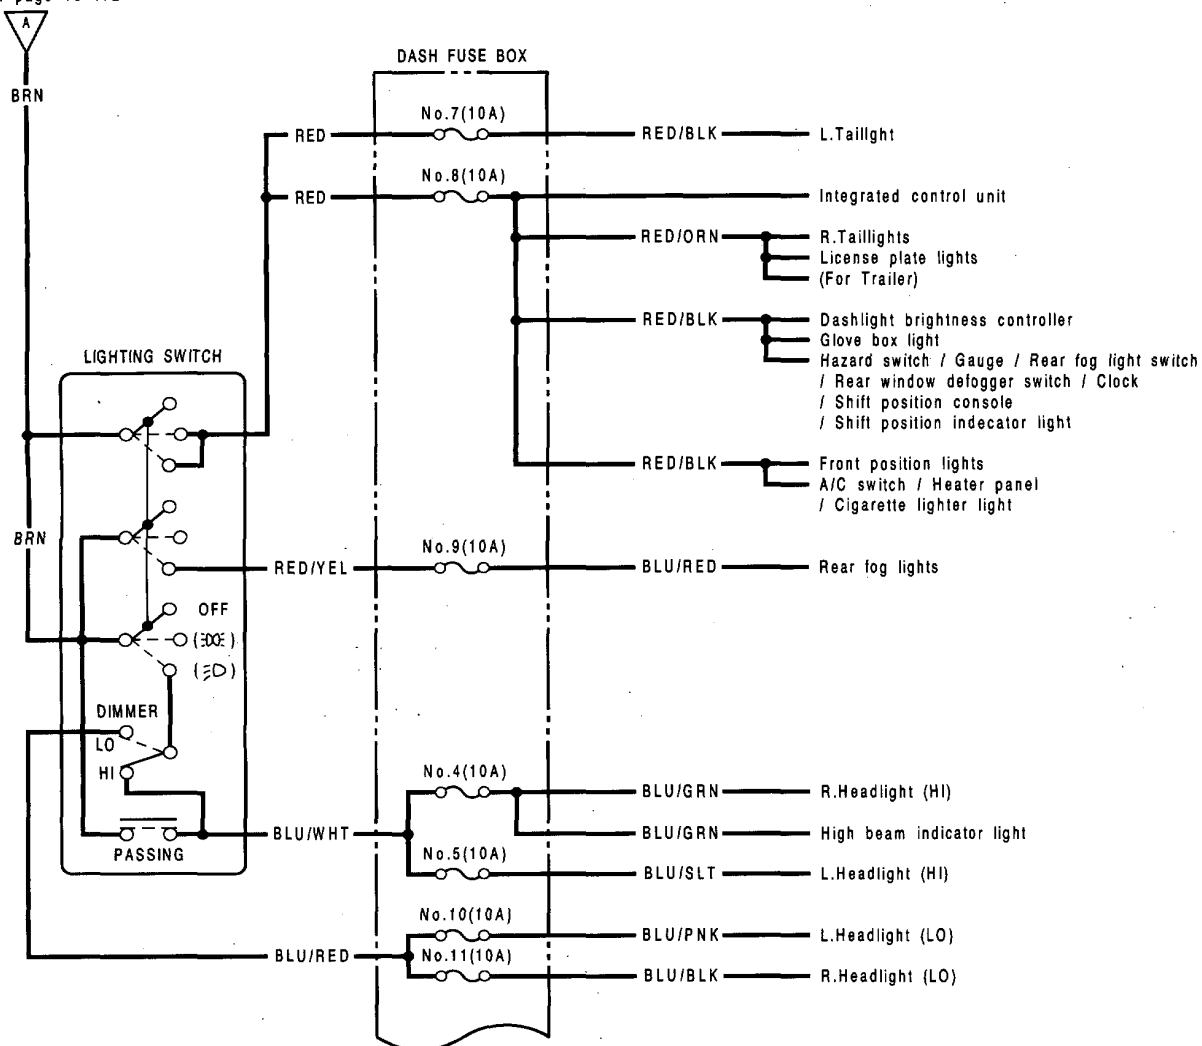 A
BRN
DASH FUSE BOX
No.7(10A)
RED
RED/BLK
L.Taillght
No.8(10A)
RED
Integrated control unit
RED/ORN
R.Taillights
License plate lights
(For Trailer)
RED/BLK
Dashlight brightness controller
Glove box light
Hazard switch / Gauge / Rear fog light switch
/ Rear window defogger switch / Clock
/ Shift position console
/ Shift position indecator light
LIGHTING SWITCH
RED/BLK
Front position lights
A/C switch / Heater panel
/ Cigarette lighter light
BRN
No.9(10A)
RED/YEL
BLU/RED
Rear fog lights
OFF
DIMMER
LO
HI
No.4(10A)
BLU/GRN
R.Headlight (HI)
BLU/WHT
BLU/GRN
High beam indicator light
PASSING
No.5(10A)
BLU/SLT
L.Headlight (HI)
No.10(10A)
BLU/PNK
L.Headlight (LO)
BLU/RED
No.11(10A)
BLU/BLK
R.Headlight (LO)